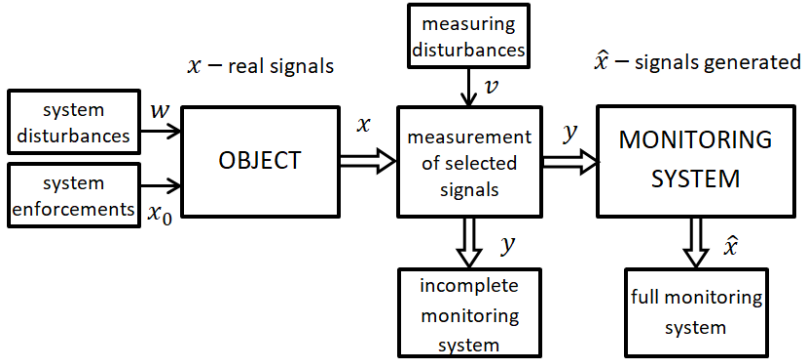 measuring
disturbances
x – real signals
x̂ – signals generated
v
system
disturbances
w
OBJECT
x
measurement
of selected
signals
y
MONITORING
SYSTEM
system
enforcements
x₀
y
x̂
incomplete
monitoring
system
full monitoring
system